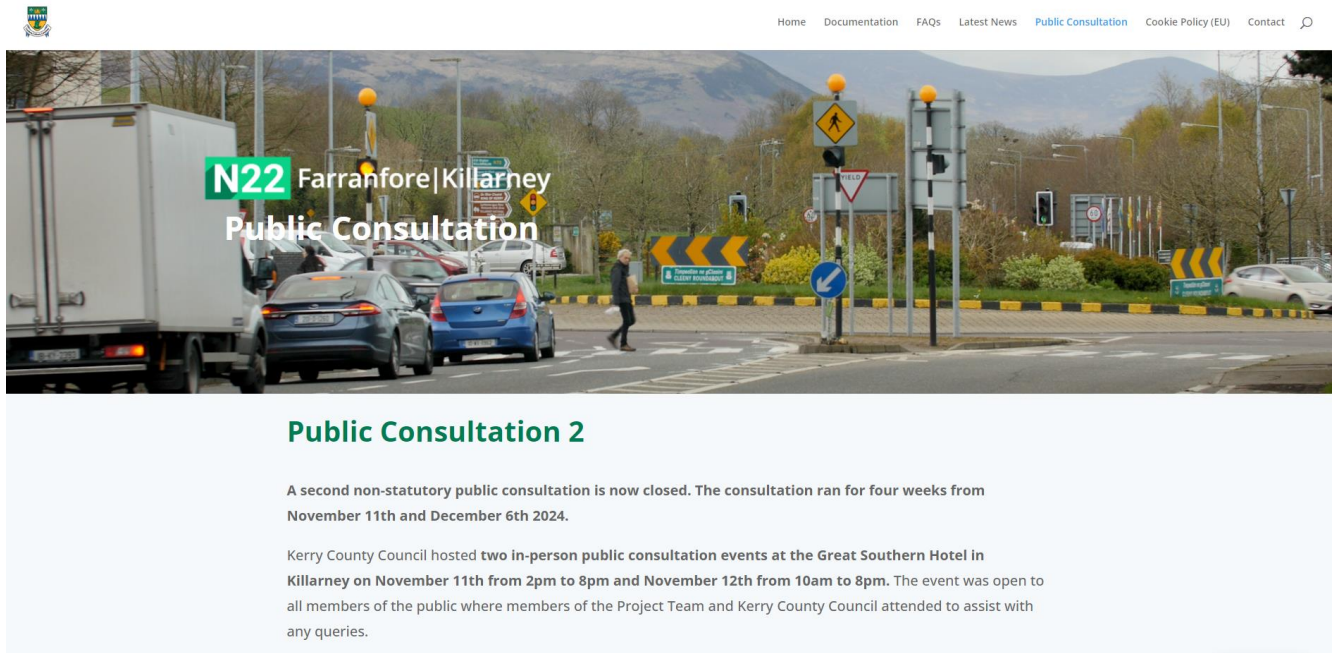 Home Documentation FAQs Latest News Public Consultation Cookie Policy (EU) Contact
N22 Farranfore|Killarney
Public Consultation
YIELD
CLEENY ROUNDABOUT
Public Consultation 2
A second non-statutory public consultation is now closed. The consultation ran for four weeks from
November 11th and December 6th 2024.
Kerry County Council hosted two in-person public consultation events at the Great Southern Hotel in
Killarney on November 11th from 2pm to 8pm and November 12th from 10am to 8pm. The event was open to
all members of the public where members of the Project Team and Kerry County Council attended to assist with
any queries.